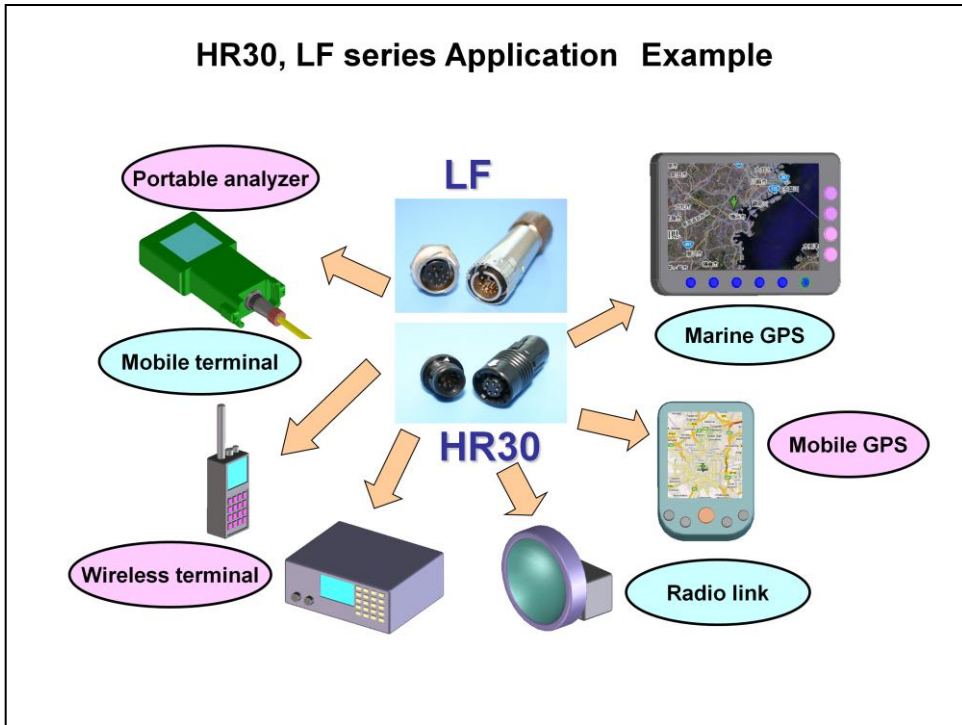 HR30, LF series Application Example
Portable analyzer
LF
Mobile terminal
Marine GPS
HR30
Mobile GPS
Wireless terminal
Radio link